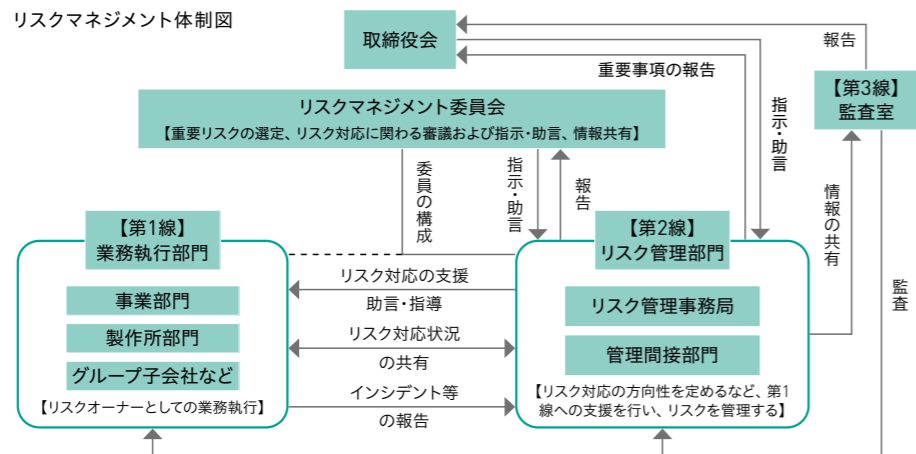 リスクマネジメント体制図
取締役会
報告
重要事項の報告
【第3線】
監査室
リスクマネジメント委員会
【重要リスクの選定、リスク対応に関わる審議および指示・助言、情報共有】
指示・助言
委員の構成
指示・助言
報告
情報の共有
監査
【第1線】
業務執行部門
事業部門
製作所部門
グループ子会社など
【リスクオーナーとしての業務執行】
リスク対応の支援
助言・指導
リスク対応状況
の共有
インシデント等
の報告
【第2線】
リスク管理部門
リスク管理事務局
管理間接部門
【リスク対応の方向性を定めるなど、第1
線への支援を行い、リスクを管理する】